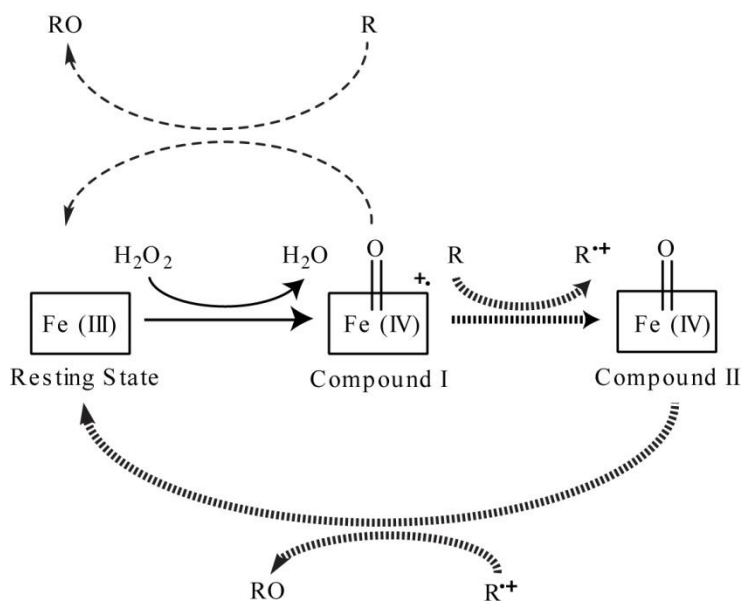 RO R
H₂O₂ H₂O O +. R R•+ O
Fe (III) Fe (IV) Fe (IV)
Resting State Compound I Compound II
RO R•+